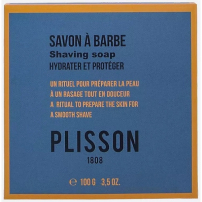 SAVON À BARBE
Shaving soap
HYDRATER ET PROTÉGER
UN RITUEL POUR PRÉPARER LA PEAU
À UN RASAGE TOUT EN DOUCEUR
A RITUAL TO PREPARE THE SKIN FOR
A SMOOTH SHAVE
PLISSON
1808
℮ 100 G 3,5 OZ.